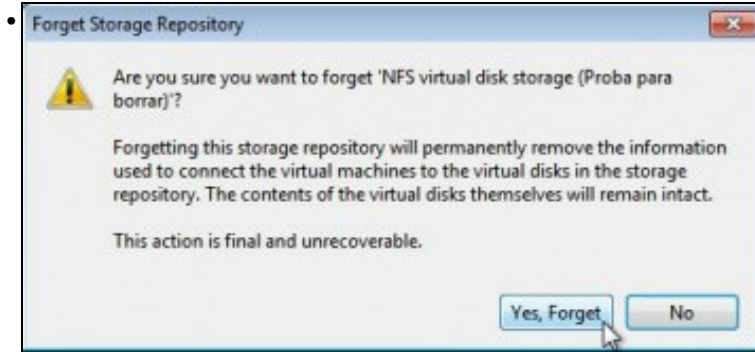 Forget Storage Repository
Are you sure you want to forget 'NFS virtual disk storage (Proba para
borrar)'?
Forgetting this storage repository will permanently remove the information
used to connect the virtual machines to the virtual disks in the storage
repository. The contents of the virtual disks themselves will remain intact.
This action is final and unrecoverable.
Yes, Forget No